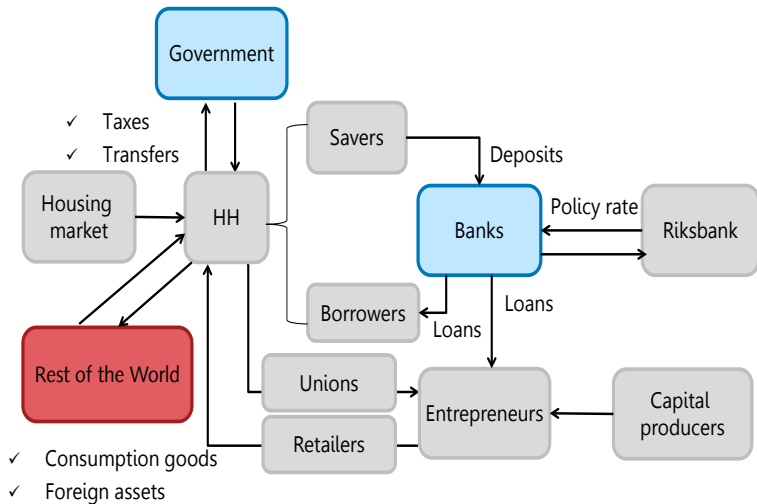 Government
✓ Taxes
✓ Transfers
Savers
Deposits
Housing
market
HH
Banks
Policy rate
Riksbank
Borrowers
Loans
Loans
Rest of the World
Unions
Entrepreneurs
Capital
producers
Retailers
✓ Consumption goods
✓ Foreign assets